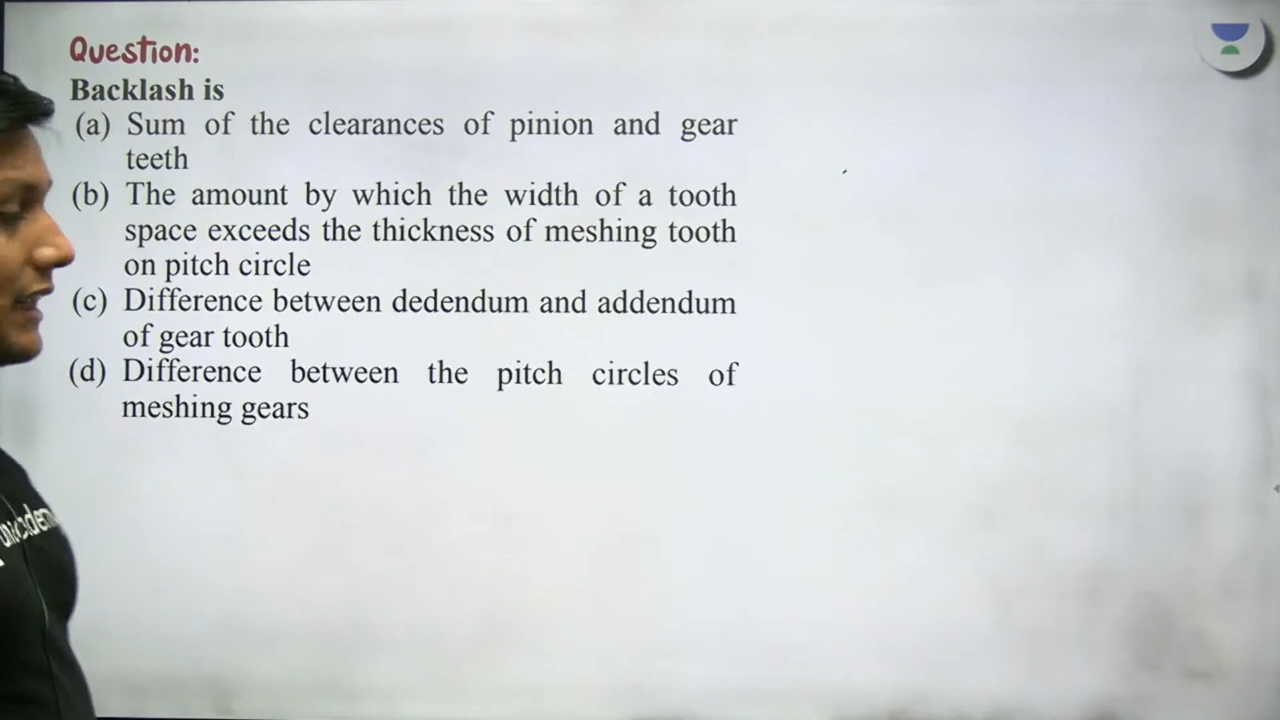 Question:
Backlash is
(a) Sum of the clearances of pinion and gear
teeth
(b) The amount by which the width of a tooth
space exceeds the thickness of meshing tooth
on pitch circle
(c) Difference between dedendum and addendum
of gear tooth
(d) Difference between the pitch circles of
meshing gears